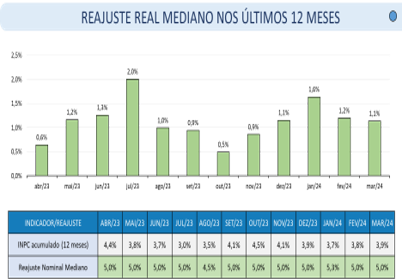 REAJUSTE REAL MEDIANO NOS ÚLTIMOS 12 MESES
2,5%
2,0%
1,5%
1,0%
0,5%
0,0%
0,6% 1,2% 1,3% 2,0% 1,0% 0,9% 0,5% 0,9% 1,1% 1,6% 1,2% 1,1%
abr/23 mai/23 jun/23 jul/23 ago/23 set/23 out/23 nov/23 dez/23 jan/24 fev/24 mar/24
INDICADOR/REAJUSTE ABR/23 MAI/23 JUN/23 JUL/23 AGO/23 SET/23 OUT/23 NOV/23 DEZ/23 JAN/24 FEV/24 MAR/24
INPC acumulado (12 meses) 4,4% 3,8% 3,7% 3,0% 3,5% 4,1% 4,5% 4,1% 3,9% 3,7% 3,8% 3,9%
Reajuste Nominal Mediano 5,0% 5,0% 5,0% 5,0% 4,5% 5,0% 5,0% 5,0% 5,0% 5,3% 5,0% 5,0%